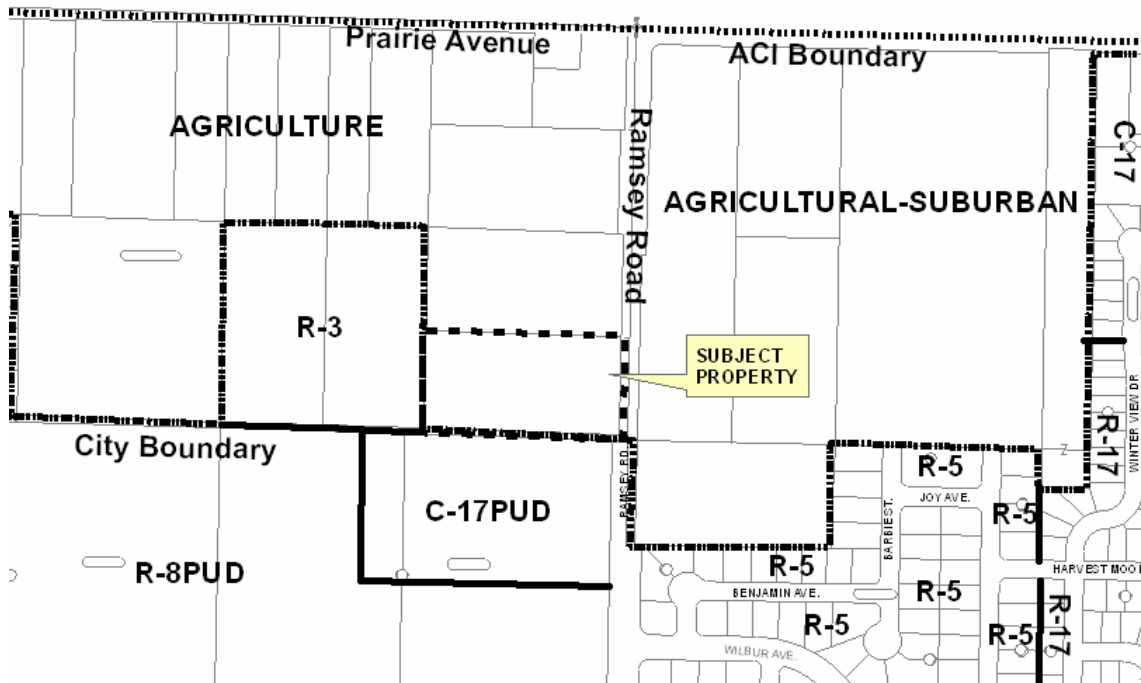 Prairie Avenue
ACI Boundary
AGRICULTURE
Ramsey Road
C-17
AGRICULTURAL-SUBURBAN
R-3
SUBJECT
PROPERTY
WINTER VIEW DR
City Boundary
R-17
RAMSEY RD
R-5
JOY AVE.
C-17PUD
R-5
BARBIE ST.
R-8PUD
R-5
HARVEST MOO
BENJAMIN AVE.
R-5
R-5
R-5
R-17
WILBUR AVE.
Z